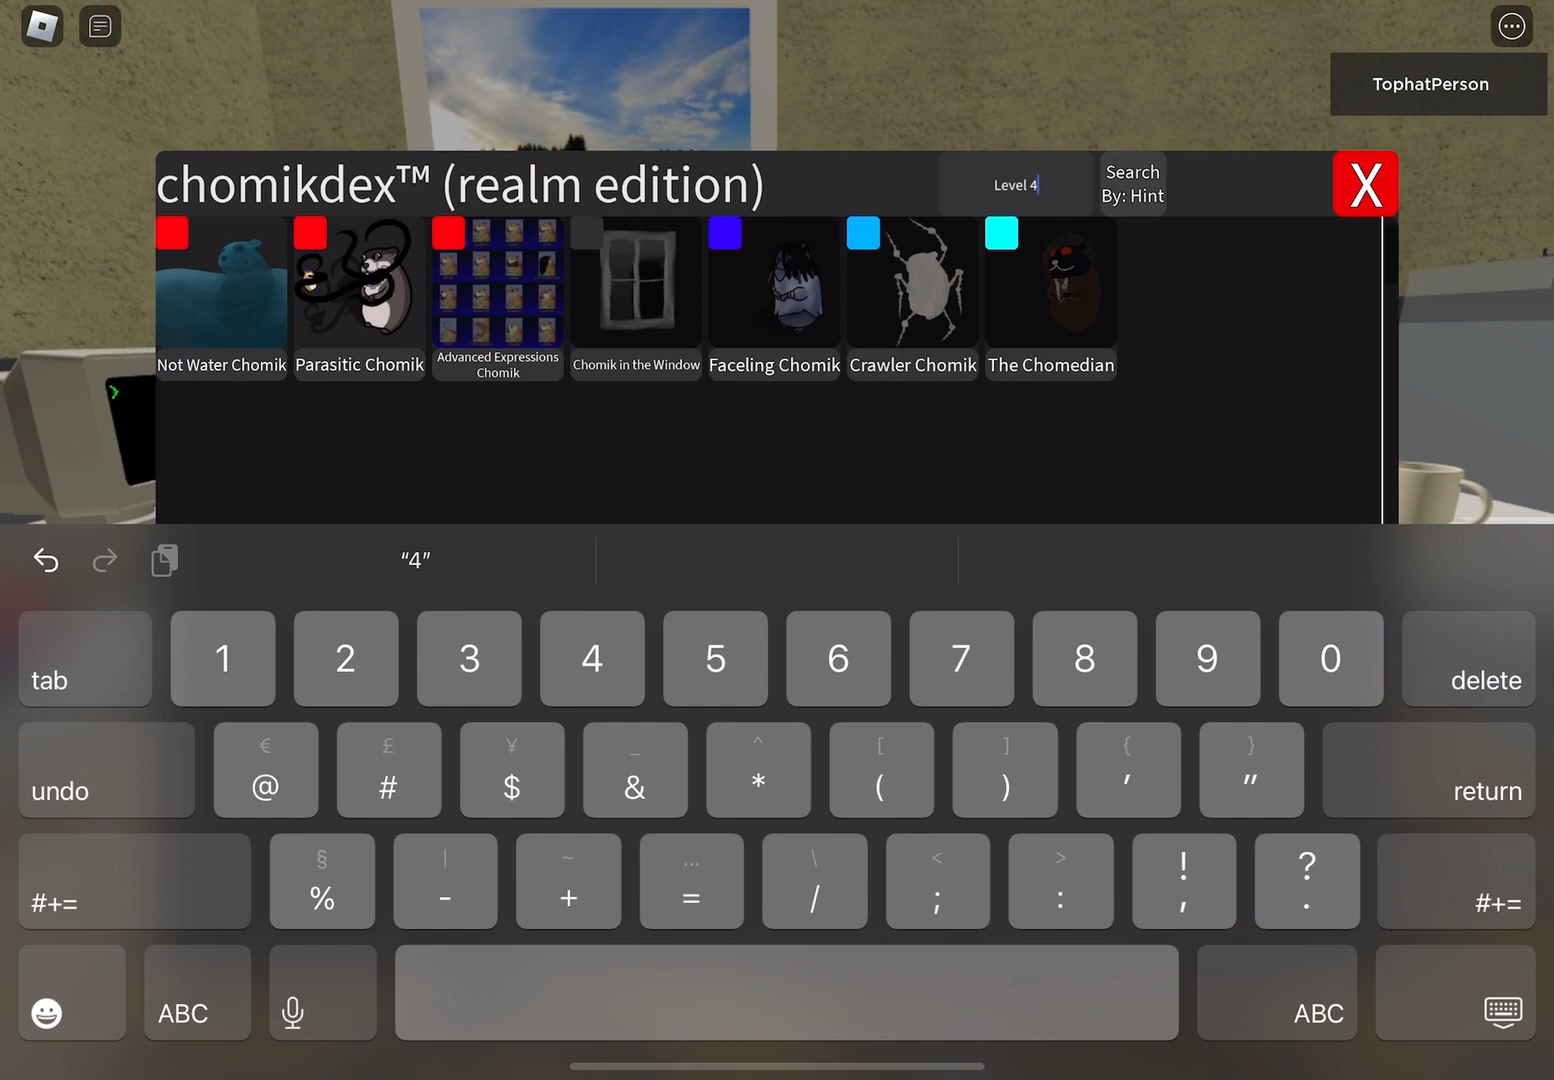 TophatPerson
chomikdex™ (realm edition)
Level 4
Search
By: Hint
X
Not Water Chomik
Parasitic Chomik
Advanced Expressions
Chomik
Chomik in the Window
Faceling Chomik
Crawler Chomik
The Chomedian
“4”
tab 1 2 3 4 5 6 7 8 9 0 delete
€ £ ¥ _ ^ [ ] { }
undo @ # $ & * ( ) ' " return
§ | ~ … \ < > ! ?
#+= % - + = / ; : , . #+=
ABC ABC